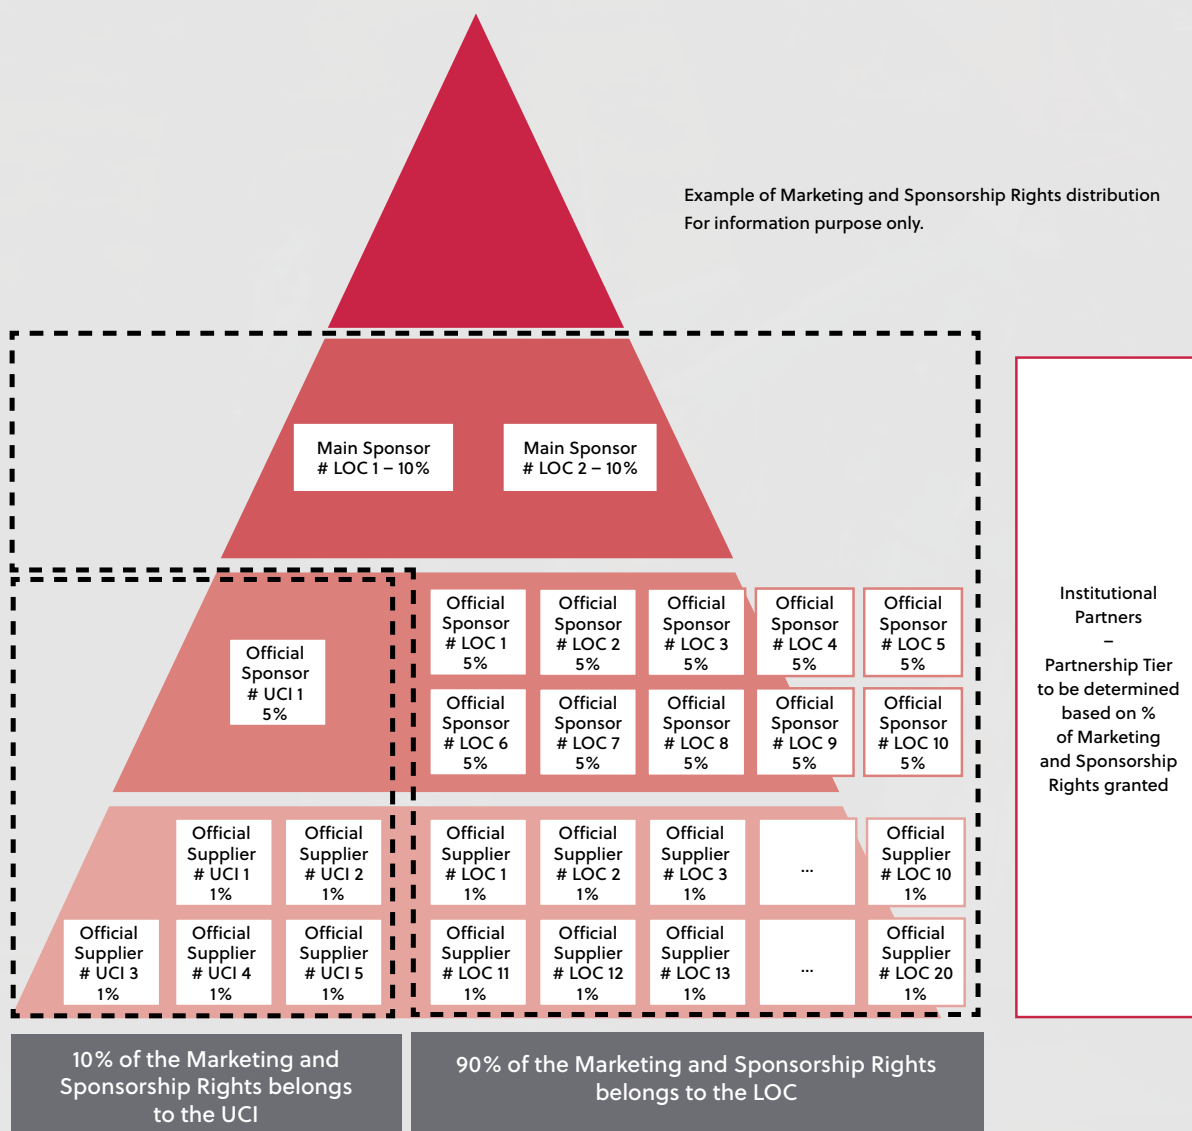 Example of Marketing and Sponsorship Rights distribution
For information purpose only.
Main Sponsor
# LOC 1 – 10%
Main Sponsor
# LOC 2 – 10%
Official
Sponsor
# UCI 1
5%
Official
Sponsor
# LOC 1
5%
Official
Sponsor
# LOC 2
5%
Official
Sponsor
# LOC 3
5%
Official
Sponsor
# LOC 4
5%
Official
Sponsor
# LOC 5
5%
Official
Sponsor
# LOC 6
5%
Official
Sponsor
# LOC 7
5%
Official
Sponsor
# LOC 8
5%
Official
Sponsor
# LOC 9
5%
Official
Sponsor
# LOC 10
5%
Official
Supplier
# UCI 1
1%
Official
Supplier
# UCI 2
1%
Official
Supplier
# UCI 3
1%
Official
Supplier
# UCI 4
1%
Official
Supplier
# UCI 5
1%
Official
Supplier
# LOC 1
1%
Official
Supplier
# LOC 2
1%
Official
Supplier
# LOC 3
1%
...
Official
Supplier
# LOC 10
1%
Official
Supplier
# LOC 11
1%
Official
Supplier
# LOC 12
1%
Official
Supplier
# LOC 13
1%
...
Official
Supplier
# LOC 20
1%
Institutional
Partners
–
Partnership Tier
to be determined
based on %
of Marketing
and Sponsorship
Rights granted
10% of the Marketing and
Sponsorship Rights belongs
to the UCI
90% of the Marketing and Sponsorship Rights
belongs to the LOC